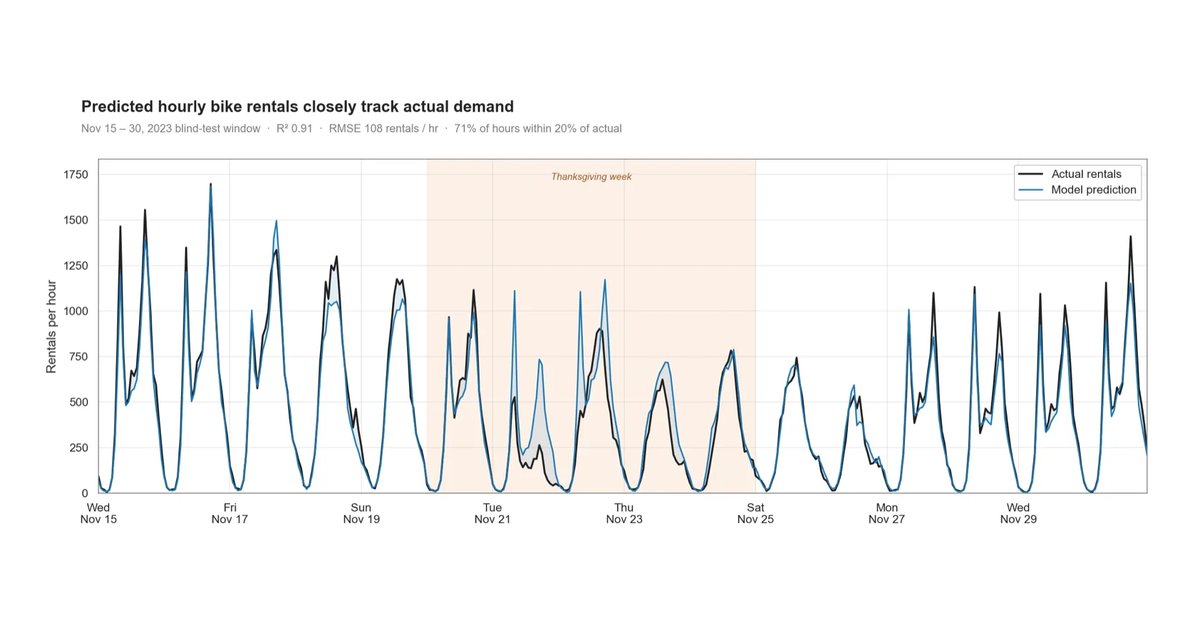 Predicted hourly bike rentals closely track actual demand
Nov 15 – 30, 2023 blind-test window · R² 0.91 · RMSE 108 rentals / hr · 71% of hours within 20% of actual
Thanksgiving week
Actual rentals
Model prediction
Rentals per hour
1750
1500
1250
1000
750
500
250
0
Wed
Nov 15
Fri
Nov 17
Sun
Nov 19
Tue
Nov 21
Thu
Nov 23
Sat
Nov 25
Mon
Nov 27
Wed
Nov 29